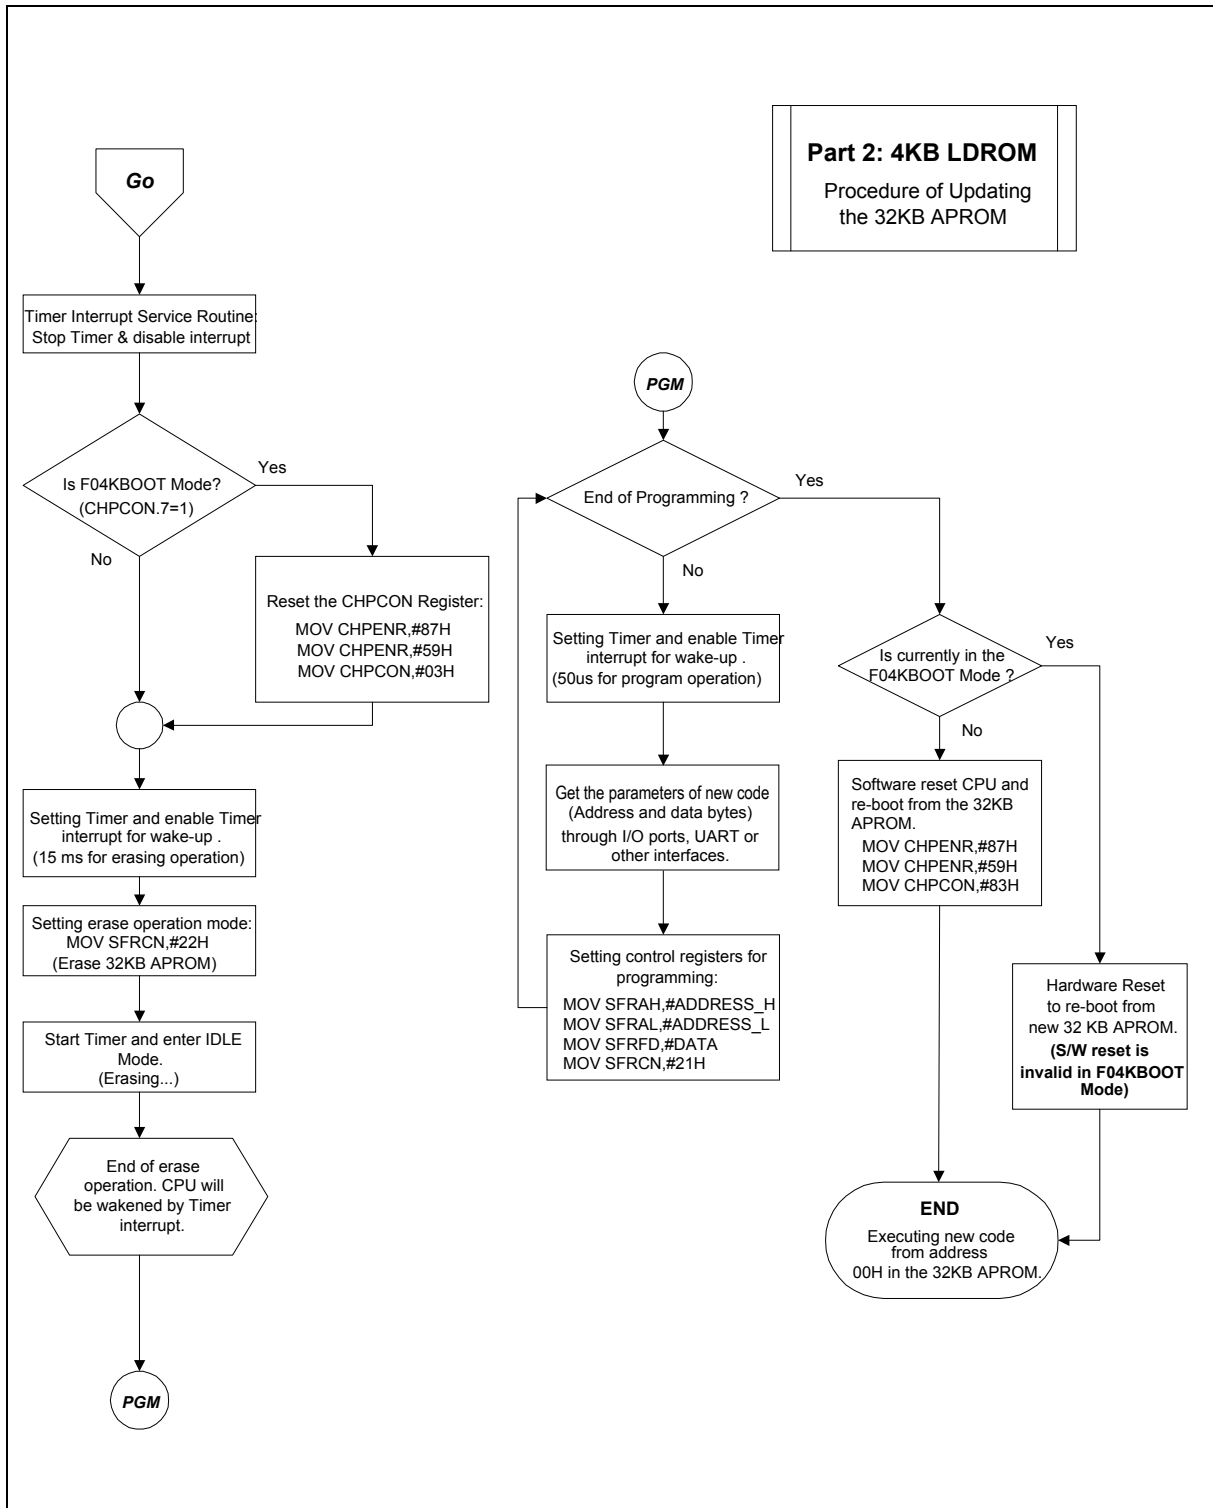 Part 2: 4KB LDROM
Procedure of Updating
the 32KB APROM
Go
Timer Interrupt Service Routine:
Stop Timer & disable interrupt
Is F04KBOOT Mode?
(CHPCON.7=1)
Yes
No
Reset the CHPCON Register:
MOV CHPENR,#87H
MOV CHPENR,#59H
MOV CHPCON,#03H
Setting Timer and enable Timer
interrupt for wake-up .
(15 ms for erasing operation)
Setting erase operation mode:
MOV SFRCN,#22H
(Erase 32KB APROM)
Start Timer and enter IDLE
Mode.
(Erasing...)
End of erase
operation. CPU will
be wakened by Timer
interrupt.
PGM
PGM
End of Programming ?
Yes
No
Setting Timer and enable Timer
interrupt for wake-up .
(50us for program operation)
Get the parameters of new code
(Address and data bytes)
through I/O ports, UART or
other interfaces.
Setting control registers for
programming:
MOV SFRAH,#ADDRESS_H
MOV SFRAL,#ADDRESS_L
MOV SFRFD,#DATA
MOV SFRCN,#21H
Is currently in the
F04KBOOT Mode ?
Yes
No
Software reset CPU and
re-boot from the 32KB
APROM.
MOV CHPENR,#87H
MOV CHPENR,#59H
MOV CHPCON,#83H
Hardware Reset
to re-boot from
new 32 KB APROM.
(S/W reset is
invalid in F04KBOOT
Mode)
END
Executing new code
from address
00H in the 32KB APROM.